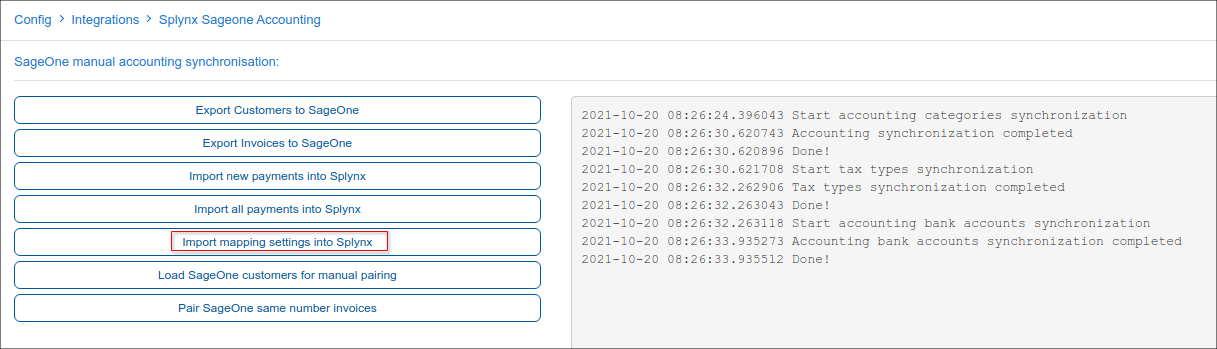 Config > Integrations > Splynx Sageone Accounting
SageOne manual accounting synchronisation:
Export Customers to SageOne
Export Invoices to SageOne
Import new payments into Splynx
Import all payments into Splynx
Import mapping settings into Splynx
Load SageOne customers for manual pairing
Pair SageOne same number invoices
2021-10-20 08:26:24.396043 Start accounting categories synchronization
2021-10-20 08:26:30.620743 Accounting synchronization completed
2021-10-20 08:26:30.620896 Done!
2021-10-20 08:26:30.621708 Start tax types synchronization
2021-10-20 08:26:32.262906 Tax types synchronization completed
2021-10-20 08:26:32.263043 Done!
2021-10-20 08:26:32.263118 Start accounting bank accounts synchronization
2021-10-20 08:26:33.935273 Accounting bank accounts synchronization completed
2021-10-20 08:26:33.935512 Done!